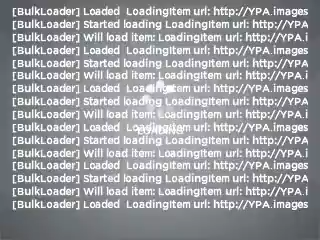 [BulkLoader] Loaded LoadingItem url: http://YPA.images
[BulkLoader] Started loading LoadingItem url: http://YPA
[BulkLoader] Will load item: LoadingItem url: http://YPA.i
[BulkLoader] Loaded LoadingItem url: http://YPA.images
[BulkLoader] Started loading LoadingItem url: http://YPA
[BulkLoader] Will load item: LoadingItem url: http://YPA.i
[BulkLoader] Loaded LoadingItem url: http://YPA.images
[BulkLoader] Started loading LoadingItem url: http://YPA
[BulkLoader] Will load item: LoadingItem url: http://YPA.i
[BulkLoader] Loaded LoadingItem url: http://YPA.images
LOADING
[BulkLoader] Started loading LoadingItem url: http://YPA
[BulkLoader] Will load item: LoadingItem url: http://YPA.i
[BulkLoader] Loaded LoadingItem url: http://YPA.images
[BulkLoader] Started loading LoadingItem url: http://YPA
[BulkLoader] Will load item: LoadingItem url: http://YPA.i
[BulkLoader] Loaded LoadingItem url: http://YPA.images